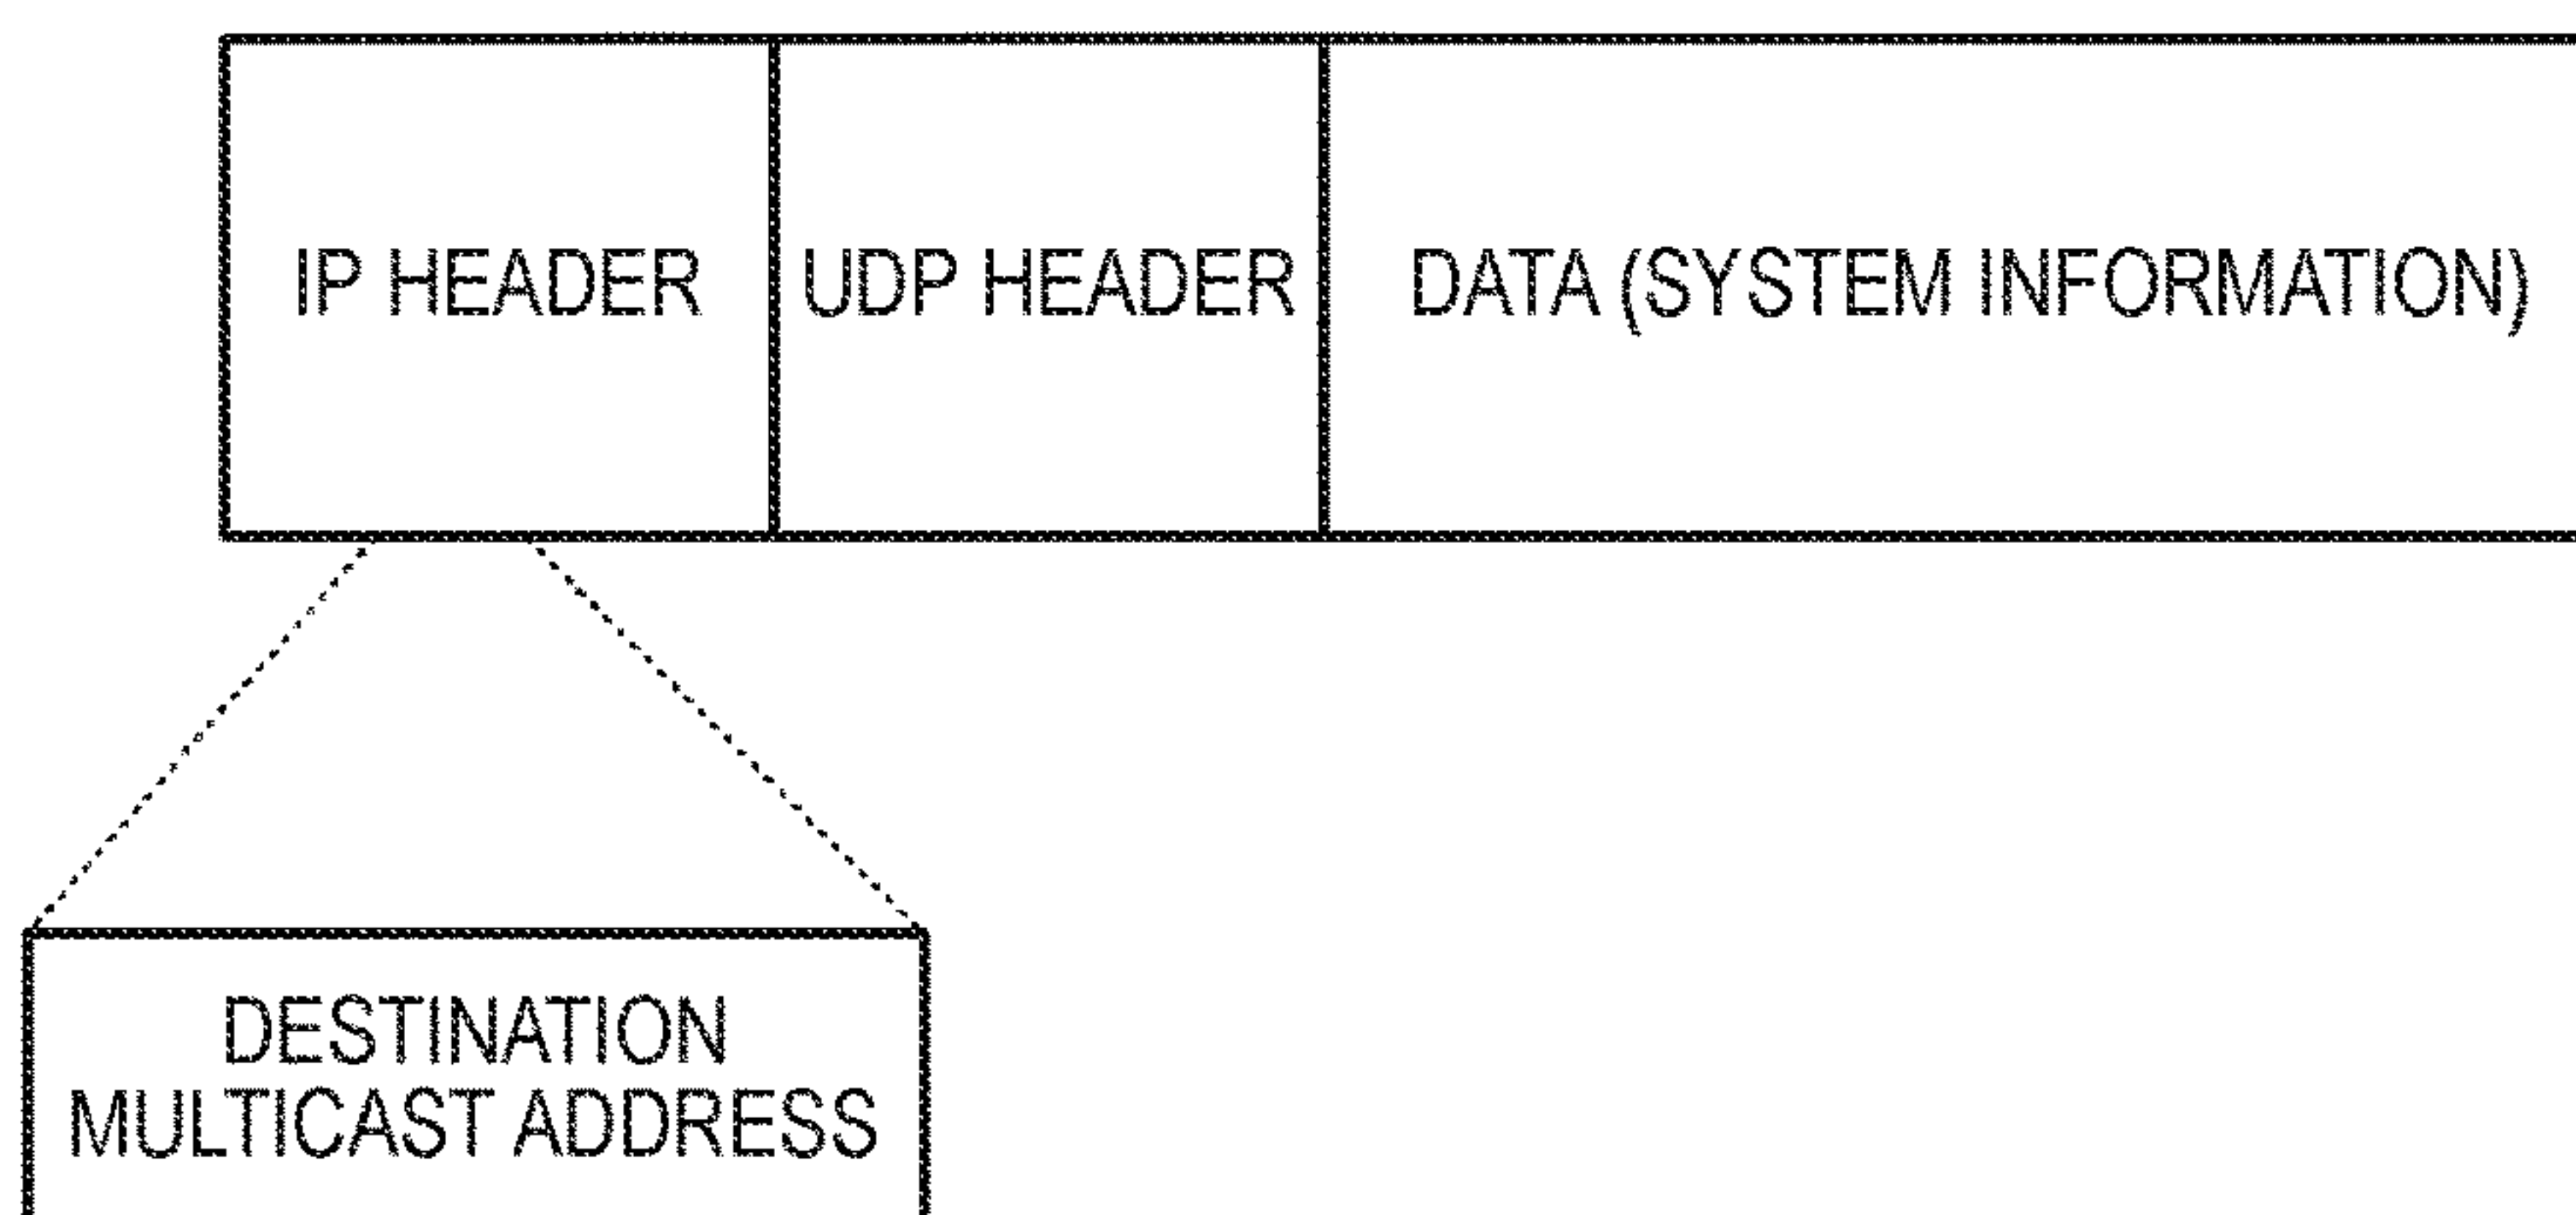 IP HEADER
UDP HEADER
DATA (SYSTEM INFORMATION)
DESTINATION
MULTICAST ADDRESS